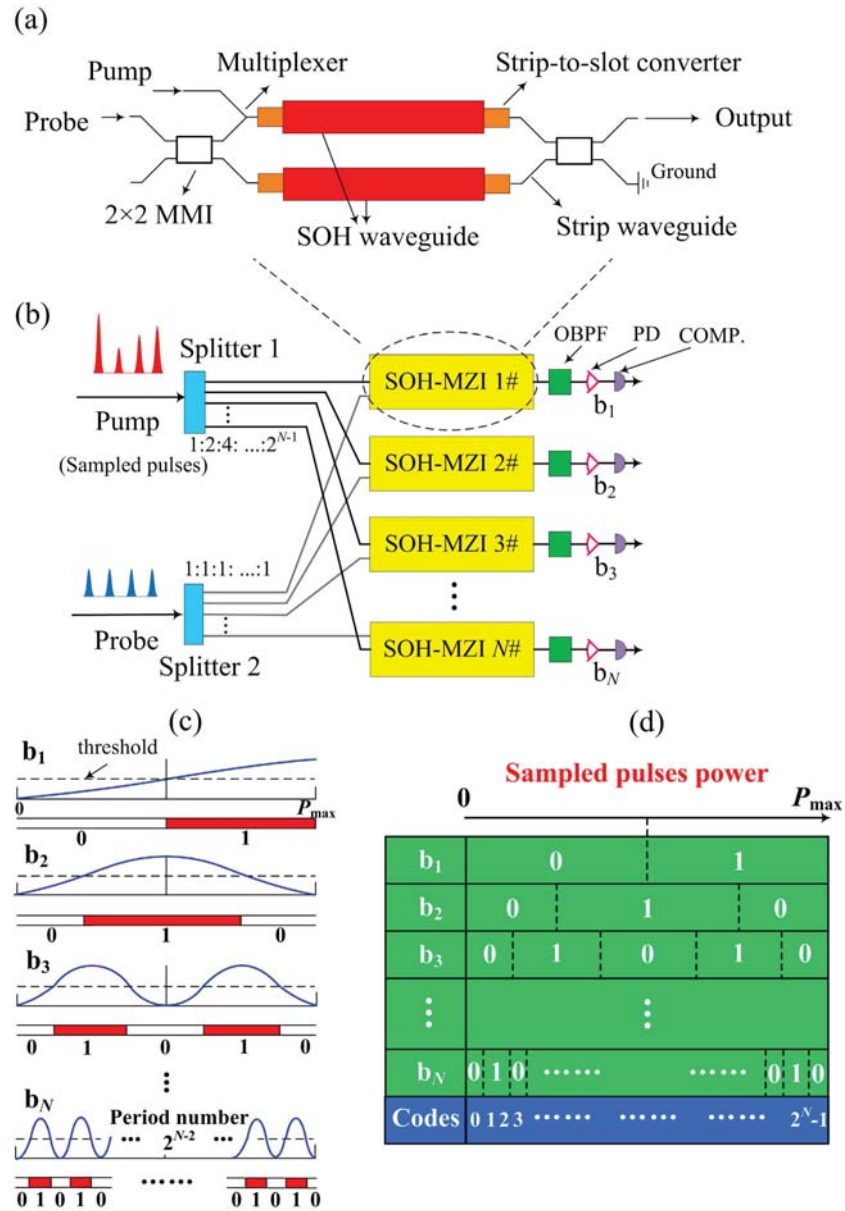 (a)
Pump
Multiplexer
Strip-to-slot converter
Probe
Output
Ground
2×2 MMI
SOH waveguide
Strip waveguide
(b)
Splitter 1
OBPF
PD
COMP.
SOH-MZI 1#
b1
Pump
(Sampled pulses)
1:2:4: ...:2^N-1
SOH-MZI 2#
b2
1:1:1: ...:1
SOH-MZI 3#
b3
Probe
Splitter 2
SOH-MZI N#
bN
(c)
b1
threshold
0
Pmax
0 1
b2
0 1 0
b3
0 1 0 1 0
bN
Period number
2^N-2
0 1 0 1 0
0 1 0 1 0
(d)
Sampled pulses power
0
Pmax
b1 0 1
b2 0 1 0
b3 0 1 0 1 0
bN 0 1 0 ...... ...... 0 1 0
Codes 0 1 2 3 ...... ...... ...... 2^N-1